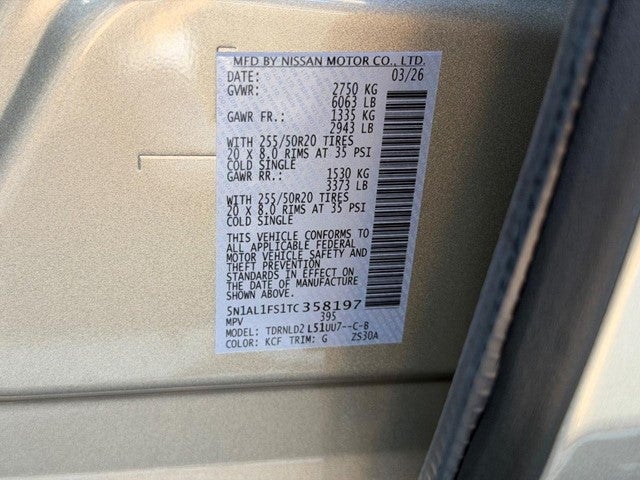 MFD BY NISSAN MOTOR CO., LTD.
DATE: 03/26
GVWR: 2750 KG
6063 LB
GAWR FR.: 1335 KG
2943 LB
WITH 255/50R20 TIRES
20 X 8.0 RIMS AT 35 PSI
COLD SINGLE
GAWR RR.: 1530 KG
3373 LB
WITH 255/50R20 TIRES
20 X 8.0 RIMS AT 35 PSI
COLD SINGLE
THIS VEHICLE CONFORMS TO
ALL APPLICABLE FEDERAL
MOTOR VEHICLE SAFETY AND
THEFT PREVENTION
STANDARDS IN EFFECT ON
THE DATE OF MANUFACTURE
SHOWN ABOVE.
5N1AL1FS1TC358197
MPV 395
MODEL: TDRNLD2 L51UU7--C-B
COLOR: KCF TRIM: G ZS30A